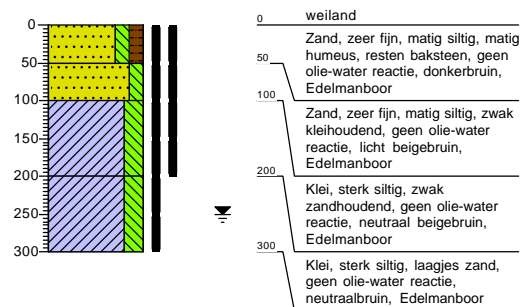 0
50
100
150
200
250
300
0
weiland
Zand, zeer fijn, matig siltig, matig
humeus, resten baksteen, geen
olie-water reactie, donkerbruin,
Edelmanboor
50
Zand, zeer fijn, matig siltig, zwak
kleihoudend, geen olie-water
reactie, licht beigebruin,
Edelmanboor
100
Klei, sterk siltig, zwak
zandhoudend, geen olie-water
reactie, neutraal beigebruin,
Edelmanboor
200
Klei, sterk siltig, laagjes zand,
geen olie-water reactie,
neutraalbruin, Edelmanboor
300